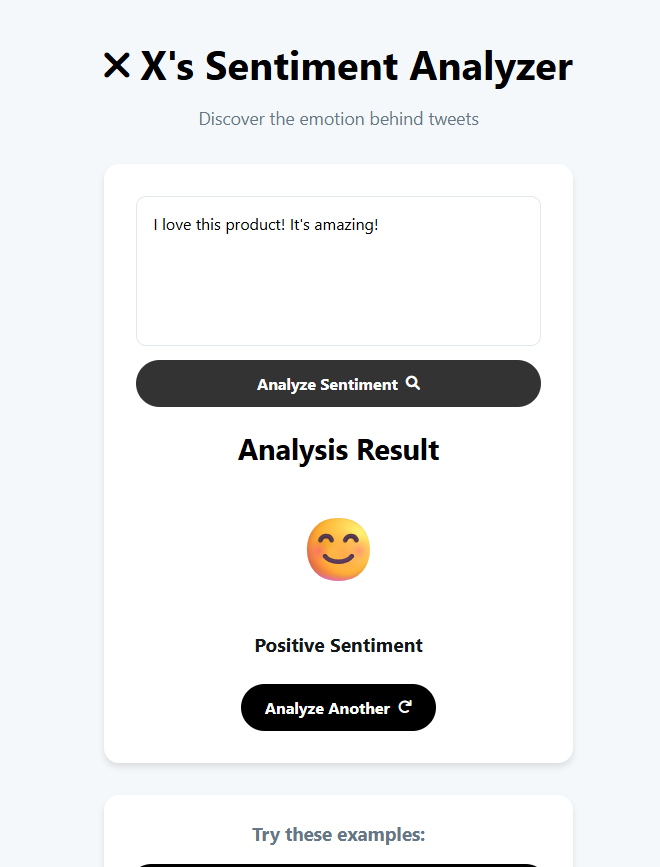 X's Sentiment Analyzer
Discover the emotion behind tweets
I love this product! It's amazing!
Analyze Sentiment
Analysis Result
Positive Sentiment
Analyze Another
Try these examples: